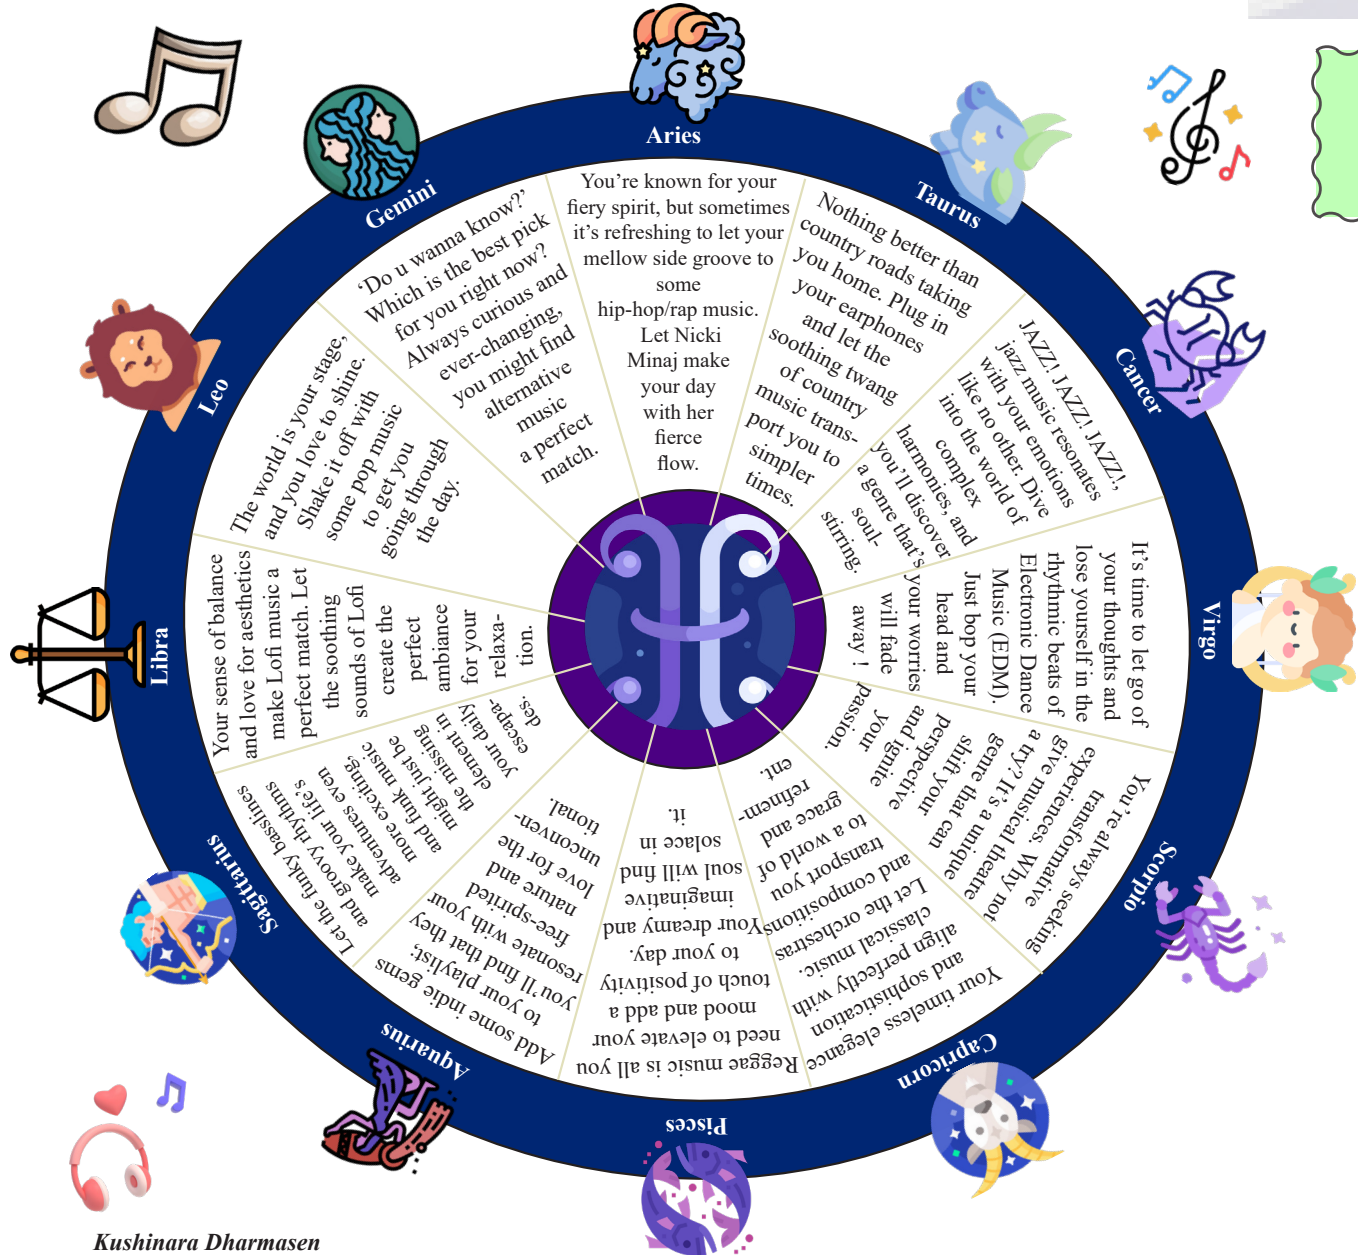 Aries
You're known for your
fiery spirit, but sometimes
it's refreshing to let your
mellow side groove to
some
hip-hop/rap music.
Let Nicki
Minaj make
your day
with her
fierce
flow.
Taurus
Nothing better than
country roads taking
you home. Plug in
your earphones
and let the
soothing twang
of country
music trans-
port you to
simpler
times.
Cancer
JAZZ! JAZZ! JAZZ!,
jazz music resonates
with your emotions
like no other. Dive
into the world of
complex
harmonies, and
you'll discover
a genre that's
soul-
stirring.
Virgo
It's time to let go of
your thoughts and
lose yourself in the
rhythmic beats of
Electronic Dance
Music (EDM).
Just bop your
head and
your worries
will fade
away !
Scorpio
You're always seeking
transformative
experiences. Why not
give musical theatre
a try? It's a unique
genre that can
shift your
perspective
and ignite
your
passion.
Capricorn
Your timeless elegance
and sophistication
align perfectly with
classical music.
Let the orchestras
and compositions
transport you
to a world of
grace and
refinem-
ent.
Pisces
Reggae music is all you
need to elevate your
mood and add a
touch of positivity
to your day.
Your dreamy and
imaginative
soul will find
solace in
it.
Aquarius
Add some indie gems
to your playlist;
you'll find that they
resonate with your
free-spirited
nature and
love for the
unconven-
tional.
Sagittarius
Let the funky basslines
and groovy rhythms
make your life's
adventures even
more exciting,
and funk music
might just be
the missing
element in
your daily
escapa-
des.
Libra
Your sense of balance
and love for aesthetics
make Lofi music a
perfect match. Let
the soothing
sounds of Lofi
create the
perfect
ambiance
for your
relaxa-
tion.
Leo
The world is your stage,
and you love to shine.
Shake it off with
some pop music
to get you
going through
the day.
Gemini
‘Do u wanna know?’
Which is the best pick
for you right now?
Always curious and
ever-changing,
you might find
alternative
music
a perfect
match.
Kushinara Dharmasen